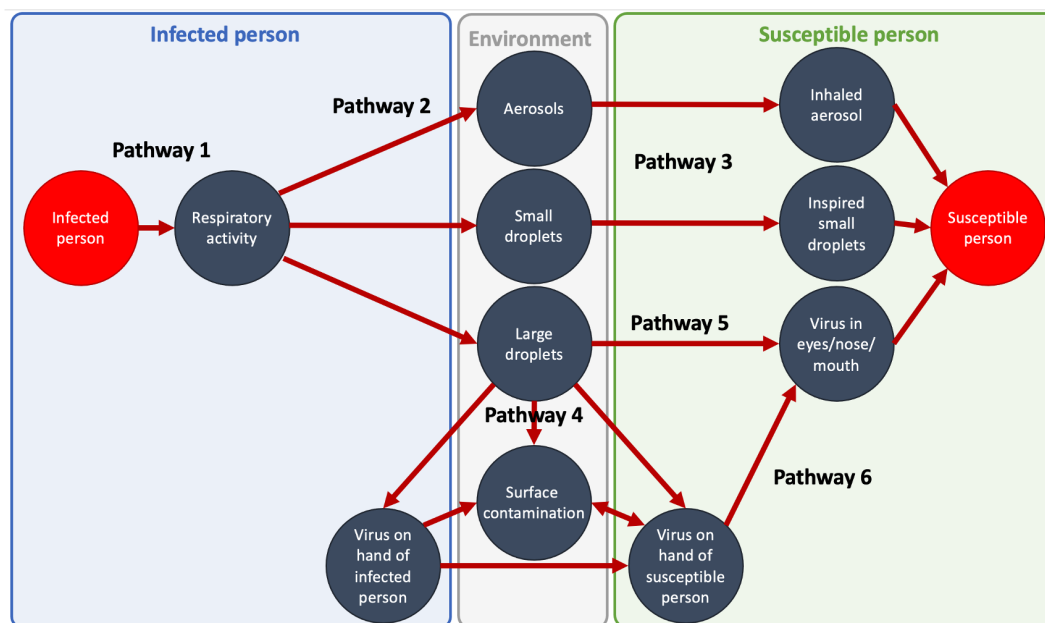 Infected person
Environment
Susceptible person
Pathway 1
Pathway 2
Pathway 3
Pathway 4
Pathway 5
Pathway 6
Infected
person
Respiratory
activity
Aerosols
Small
droplets
Large
droplets
Surface
contamination
Virus on
hand of
infected
person
Inhaled
aerosol
Inspired
small
droplets
Virus in
eyes/nose/
mouth
Virus on
hand of
susceptible
person
Susceptible
person